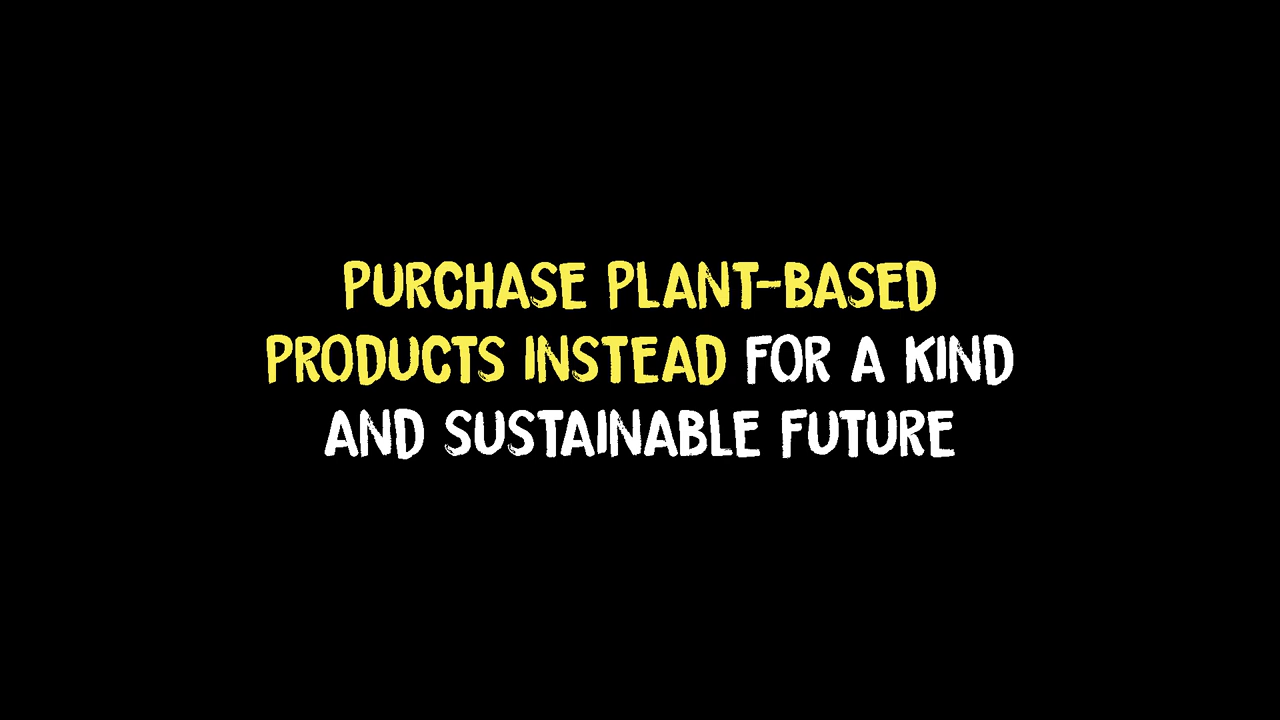 PURCHASE PLANT-BASED
PRODUCTS INSTEAD FOR A KIND
AND SUSTAINABLE FUTURE